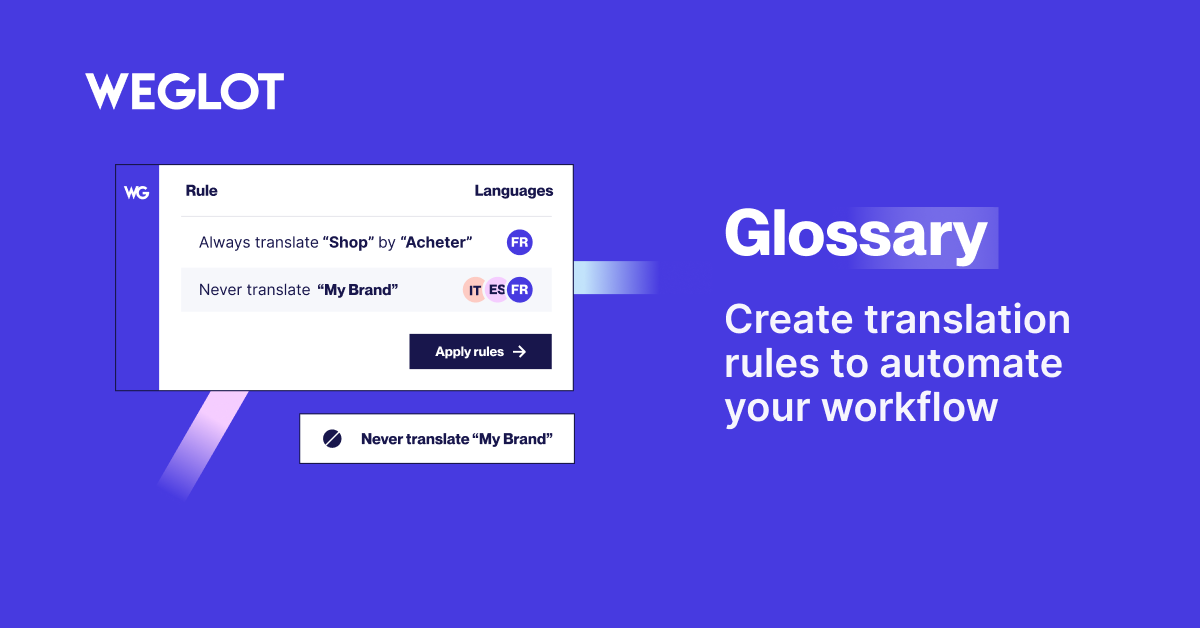 WEGLOT
WG
Rule Languages
Always translate “Shop” by “Acheter” FR
Never translate “My Brand” IT ES FR
Apply rules →
Never translate “My Brand”
Glossary
Create translation
rules to automate
your workflow